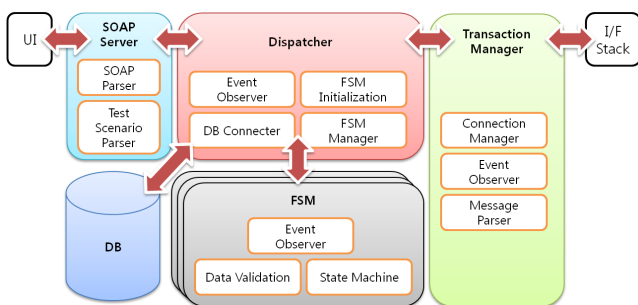 UI
SOAP
Server
SOAP
Parser
Test
Scenario
Parser
Dispatcher
Event
Observer
FSM
Initialization
DB Connecter
FSM
Manager
Transaction
Manager
Connection
Manager
Event
Observer
Message
Parser
I/F
Stack
DB
FSM
Event
Observer
Data Validation
State Machine